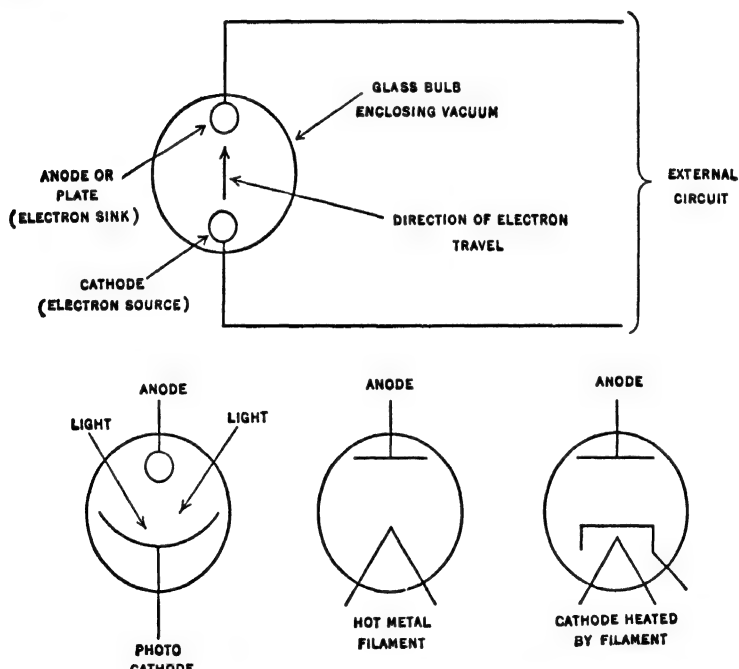 GLASS BULB
ENCLOSING VACUUM
ANODE OR
PLATE
(ELECTRON SINK)
EXTERNAL
CIRCUIT
DIRECTION OF ELECTRON
TRAVEL
CATHODE
(ELECTRON SOURCE)
ANODE
LIGHT
LIGHT
PHOTO
CATHODE
ANODE
HOT METAL
FILAMENT
ANODE
CATHODE HEATED
BY FILAMENT